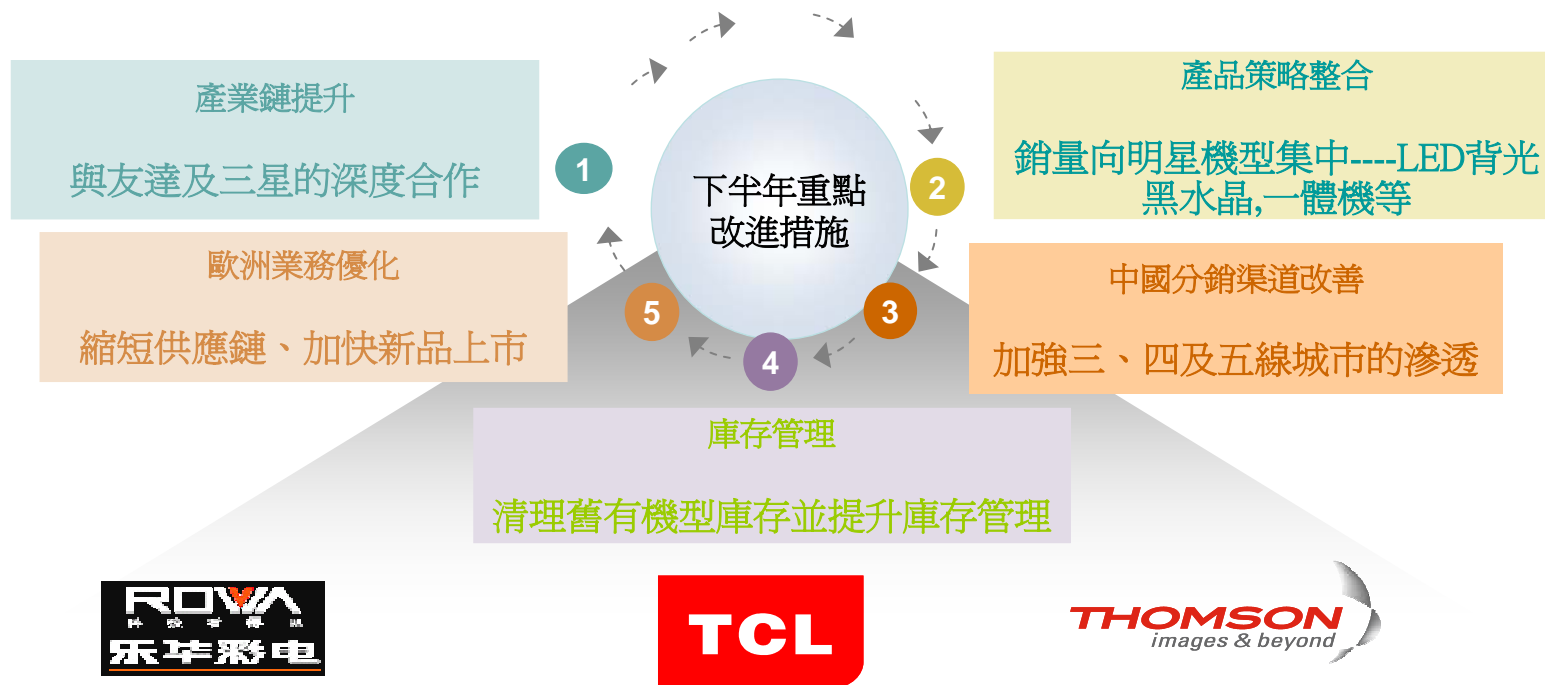 產業鏈提升
與友達及三星的深度合作
1
下半年重點
改進措施
2
產品策略整合
銷量向明星機型集中----LED背光
黑水晶,一體機等
歐洲業務優化
縮短供應鏈、加快新品上市
5
3
中國分銷渠道改善
加強三、四及五線城市的滲透
4
庫存管理
清理舊有機型庫存並提升庫存管理
ROWA
乐华彩电
TCL
THOMSON
images & beyond